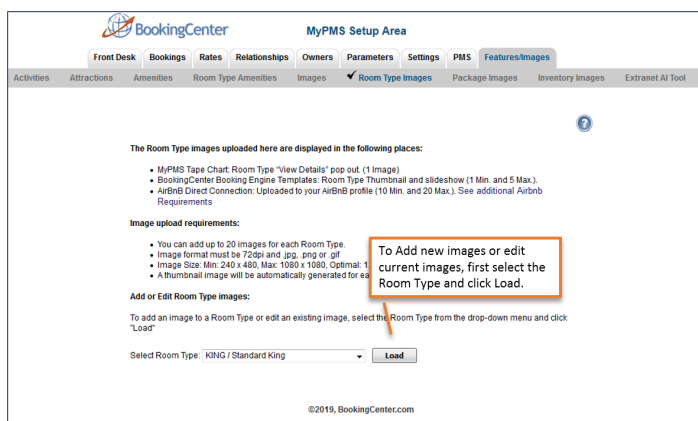 BookingCenter MyPMS Setup Area
Front Desk Bookings Rates Relationships Owners Parameters Settings PMS Features/Images
Activities Attractions Amenities Room Type Amenities Images Room Type Images Package Images Inventory Images Extranet AI Tool
?
The Room Type images uploaded here are displayed in the following places:
• MyPMS Tape Chart: Room Type "View Details" pop out. (1 Image)
• BookingCenter Booking Engine Templates: Room Type Thumbnail and slideshow (1 Min. and 5 Max.).
• AirBnB Direct Connection: Uploaded to your AirBnB profile (10 Min. and 20 Max.). See additional Airbnb
Requirements
Image upload requirements:
• You can add up to 20 images for each Room Type.
• Image format must be 72dpi and .jpg, .png or .gif
• Image Size: Min: 240 x 480, Max: 1080 x 1080, Optimal:
• A thumbnail image will be automatically generated for
To Add new images or edit
current images, first select the
Room Type and click Load.
Add or Edit Room Type images:
To add an image to a Room Type or edit an existing image, select the Room Type from the drop-down menu and click
"Load"
Select Room Type: KING / Standard King Load
©2019, BookingCenter.com